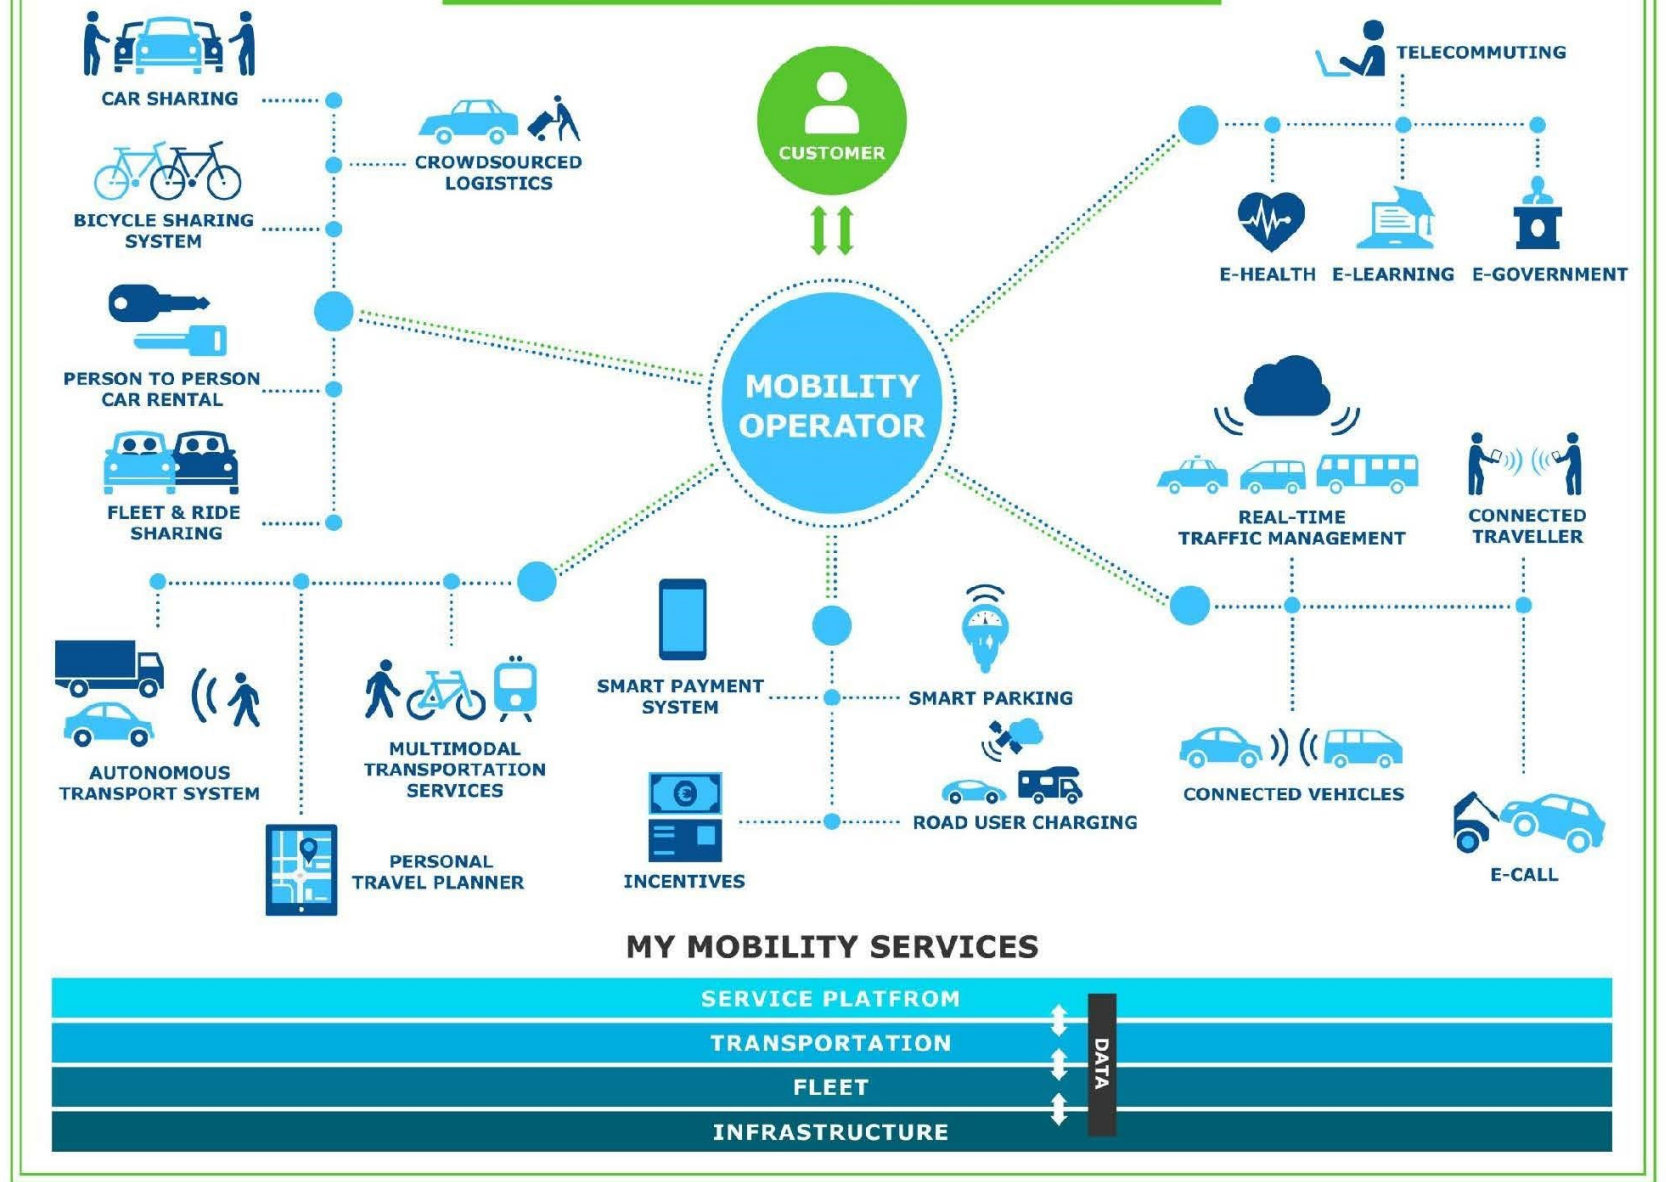 CAR SHARING
CROWDSOURCED
LOGISTICS
BICYCLE SHARING
SYSTEM
PERSON TO PERSON
CAR RENTAL
FLEET & RIDE
SHARING
CUSTOMER
MOBILITY
OPERATOR
TELECOMMUTING
E-HEALTH
E-LEARNING
E-GOVERNMENT
REAL-TIME
TRAFFIC MANAGEMENT
CONNECTED
TRAVELLER
AUTONOMOUS
TRANSPORT SYSTEM
MULTIMODAL
TRANSPORTATION
SERVICES
PERSONAL
TRAVEL PLANNER
SMART PAYMENT
SYSTEM
SMART PARKING
€
INCENTIVES
ROAD USER CHARGING
CONNECTED VEHICLES
E-CALL
MY MOBILITY SERVICES
SERVICE PLATFROM
TRANSPORTATION
FLEET
INFRASTRUCTURE
DATA